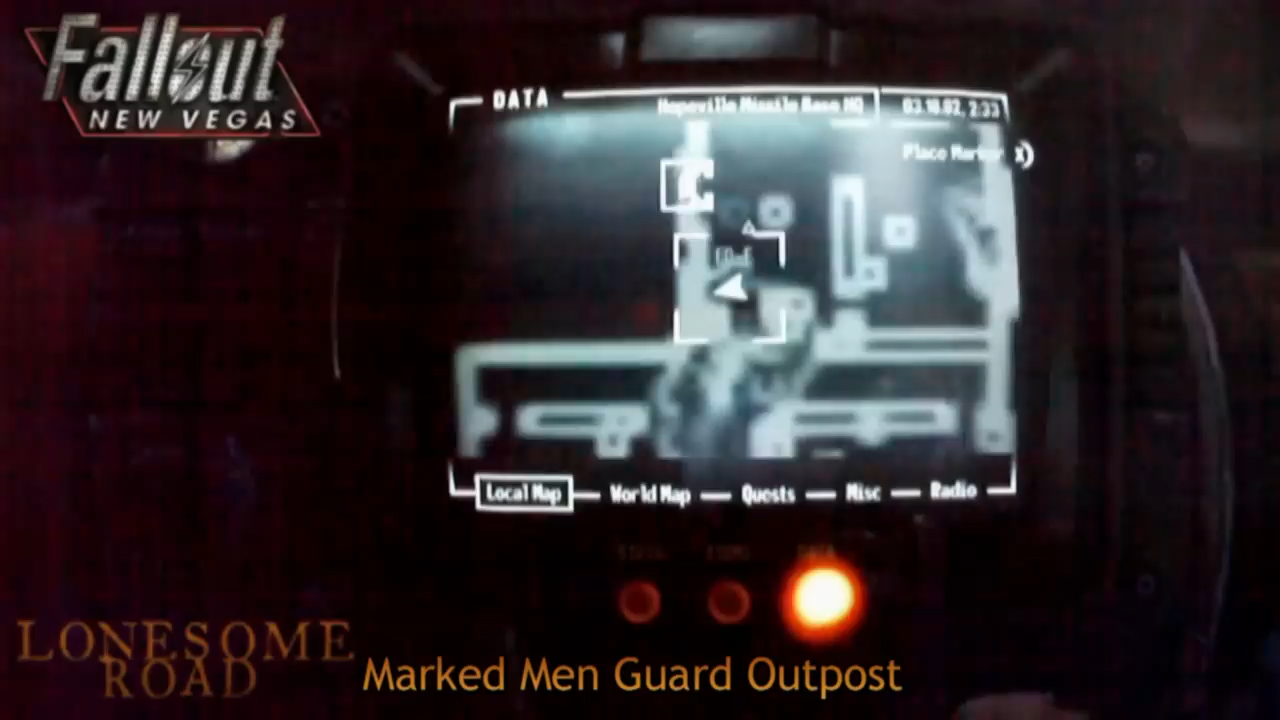 Fallout
NEW VEGAS
DATA
Hopeville Missile Base HQ
Place Marker X)
ED-E
Local Map
World Map
Quests
Misc
Radio
LONESOME
ROAD
Marked Men Guard Outpost